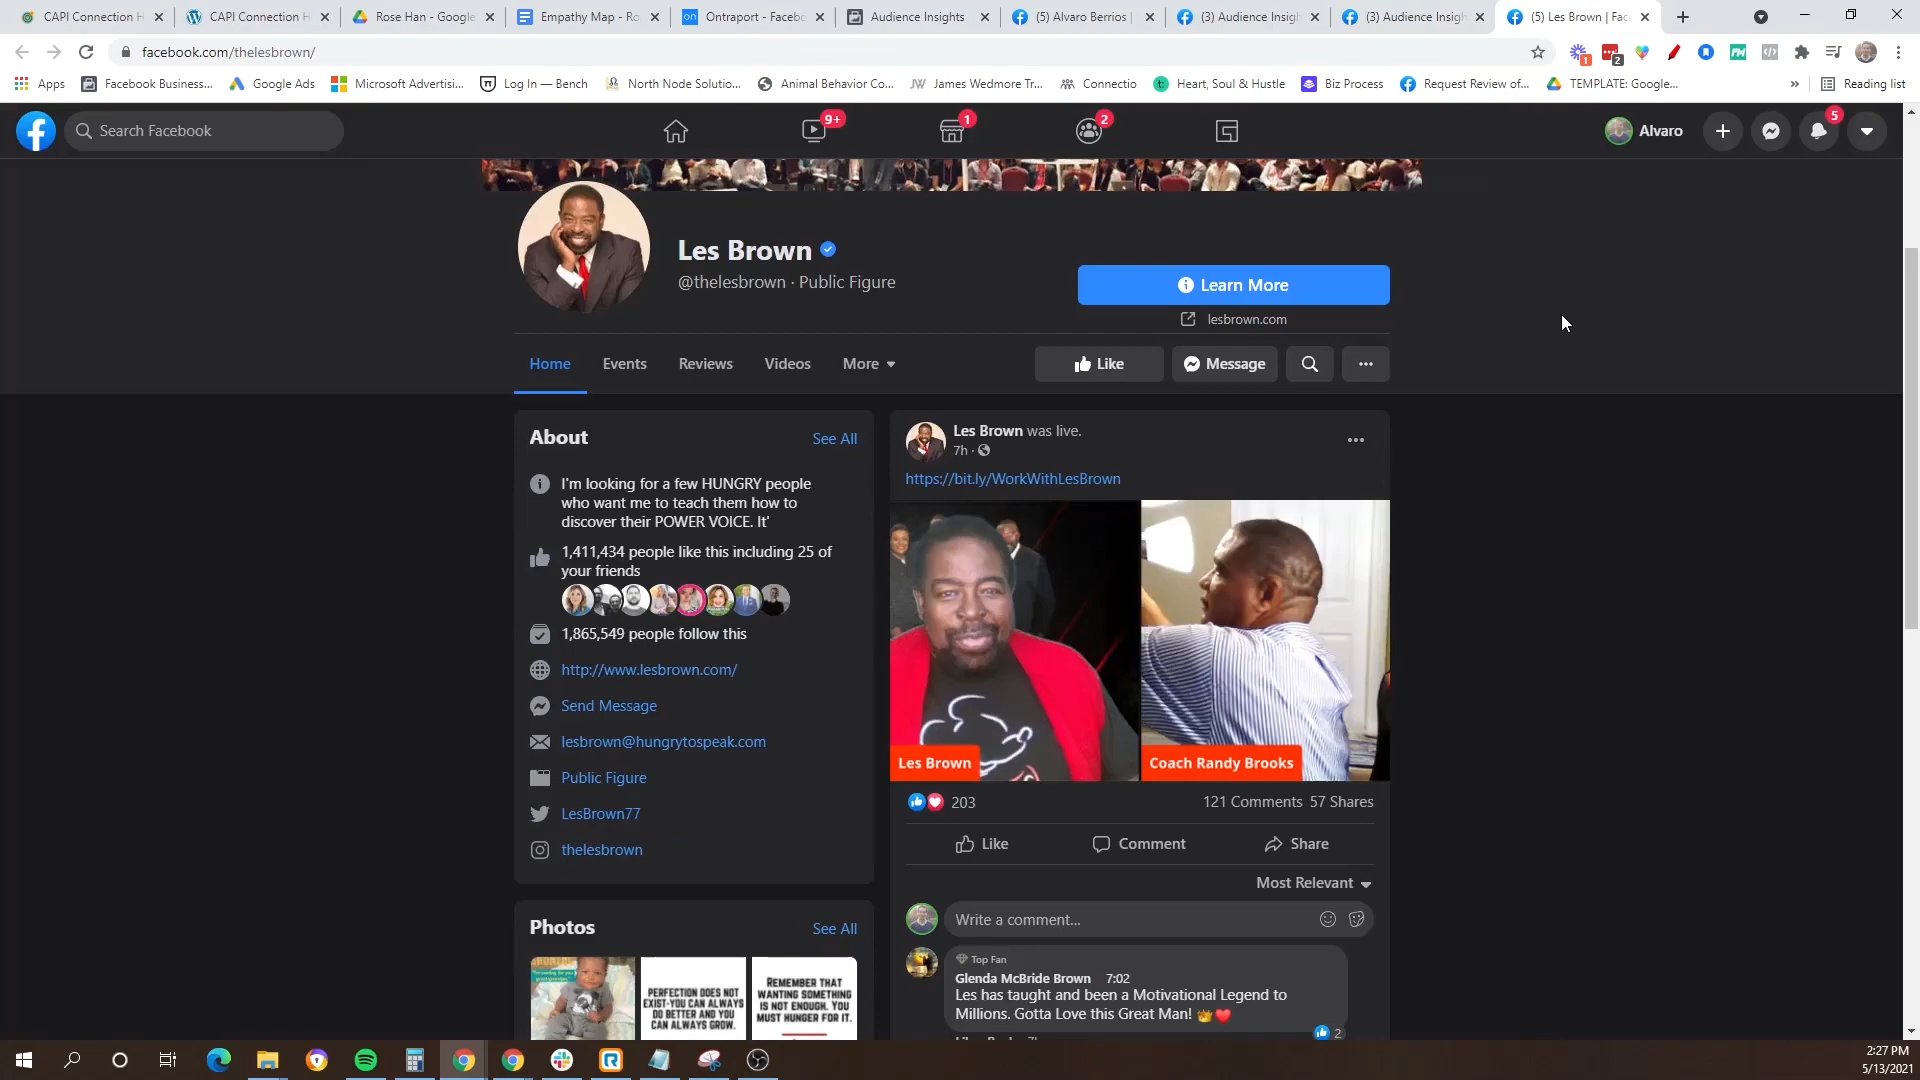 CAPI Connection H
CAPI Connection H
Rose Han - Google
Empathy Map - Ro
Ontraport - Facebo
Audience Insights
(5) Alvaro Berrios |
(3) Audience Insigh
(3) Audience Insigh
(5) Les Brown | Fac
facebook.com/thelesbrown/
1
2
Apps
Facebook Business...
Google Ads
Microsoft Advertisi...
Log In — Bench
North Node Solutio...
Animal Behavior Co...
JW James Wedmore Tr...
Connectio
Heart, Soul & Hustle
Biz Process
Request Review of...
TEMPLATE: Google...
»
Reading list
Search Facebook
9+
1
2
Alvaro
5
Les Brown
@thelesbrown · Public Figure
Learn More
lesbrown.com
Home
Events
Reviews
Videos
More
Like
Message
About
See All
I'm looking for a few HUNGRY people
who want me to teach them how to
discover their POWER VOICE. It'
1,411,434 people like this including 25 of
your friends
1,865,549 people follow this
http://www.lesbrown.com/
Send Message
lesbrown@hungrytospeak.com
Public Figure
LesBrown77
thelesbrown
Photos
See All
PERFECTION DOES NOT
EXIST-YOU CAN ALWAYS
DO BETTER AND YOU
CAN ALWAYS GROW.
REMEMBER THAT
WANTING SOMETHING
IS NOT ENOUGH. YOU
MUST HUNGER FOR IT.
Les Brown was live.
7h ·
https://bit.ly/WorkWithLesBrown
Les Brown
Coach Randy Brooks
203
121 Comments 57 Shares
Like
Comment
Share
Most Relevant
Write a comment...
Top Fan
Glenda McBride Brown 7:02
Les has taught and been a Motivational Legend to
Millions. Gotta Love this Great Man!
2
2:27 PM
5/13/2021